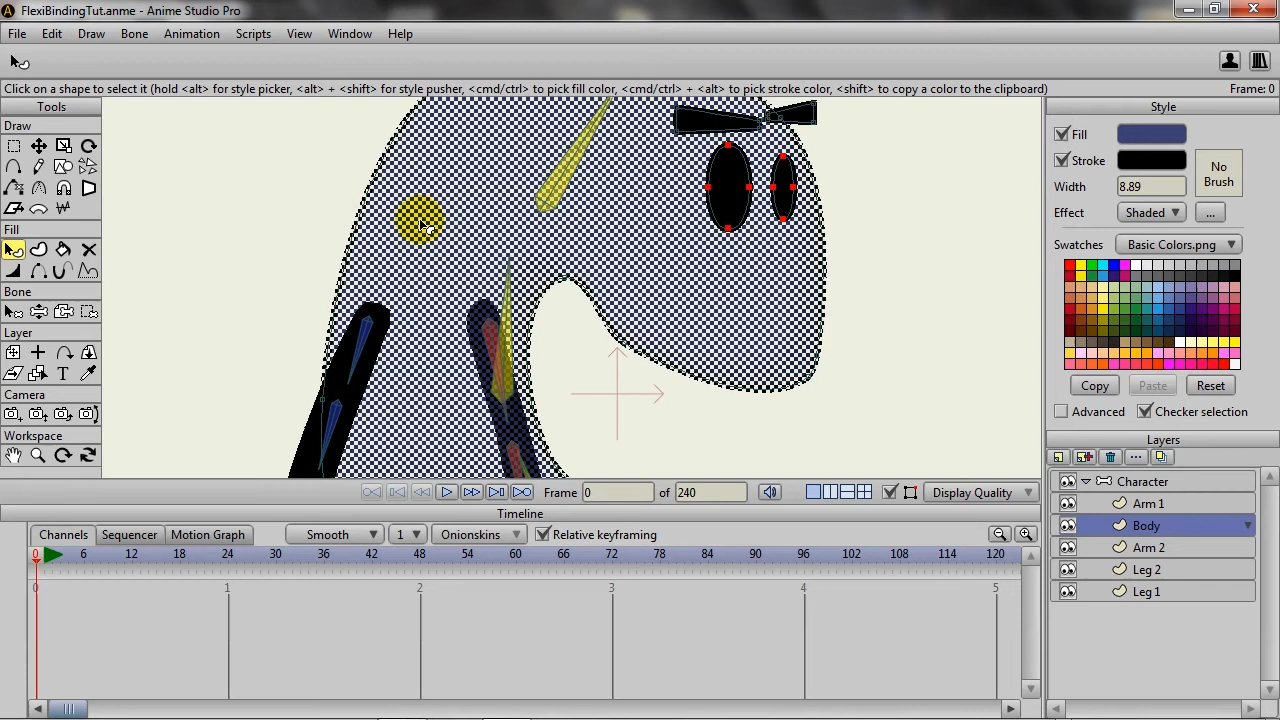 FlexiBindingTut.anme - Anime Studio Pro
File Edit Draw Bone Animation Scripts View Window Help
Click on a shape to select it (hold <alt> for style picker, <alt> + <shift> for style pusher, <cmd/ctrl> to pick fill color, <cmd/ctrl> + <alt> to pick stroke color, <shift> to copy a color to the clipboard)
Frame: 0
Tools
Draw
Fill
Bone
Layer
Camera
Workspace
Style
Fill
Stroke
No
Brush
Width 8.89
Effect Shaded ...
Swatches Basic Colors.png
Copy Paste Reset
Advanced Checker selection
Layers
Character
Arm 1
Body
Arm 2
Leg 2
Leg 1
Frame 0 of 240 Display Quality
Timeline
Channels Sequencer Motion Graph Smooth 1 Onionskins Relative keyframing
0 6 12 18 24 30 36 42 48 54 60 66 72 78 84 90 96 102 108 114 120
0 1 2 3 4 5